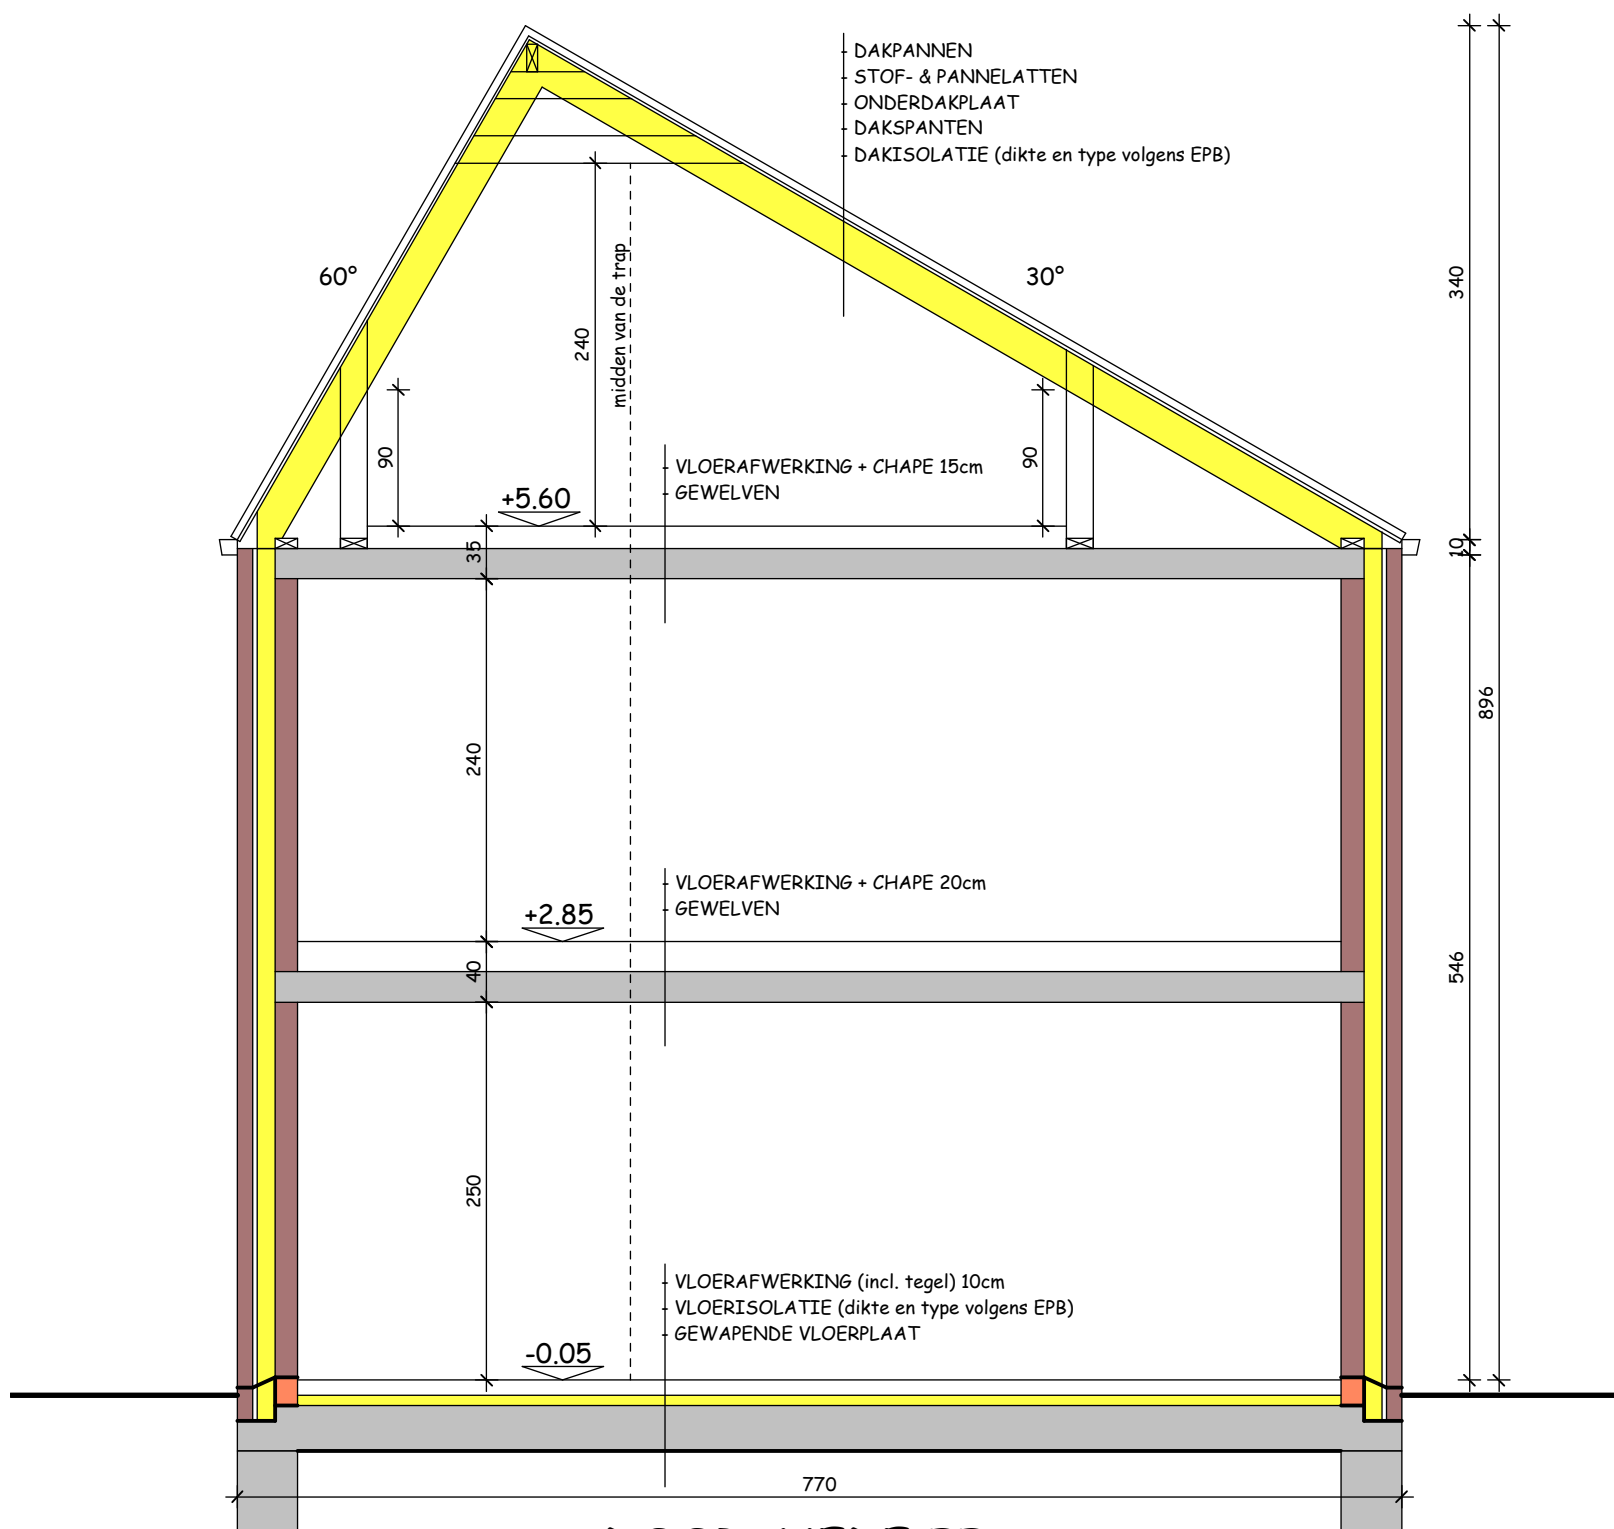 DAKPANNEN
STOF- & PANNELATTEN
ONDERDAKPLAAT
DAKSPANTEN
DAKISOLATIE (dikte en type volgens EPB)
60°
30°
340
240
midden van de trap
90
90
VLOERAFWERKING + CHAPE 15cm
GEWELVEN
+5.60
35
10
896
240
VLOERAFWERKING + CHAPE 20cm
GEWELVEN
+2.85
40
546
250
VLOERAFWERKING (incl. tegel) 10cm
VLOERISOLATIE (dikte en type volgens EPB)
GEWAPENDE VLOERPLAAT
-0.05
770